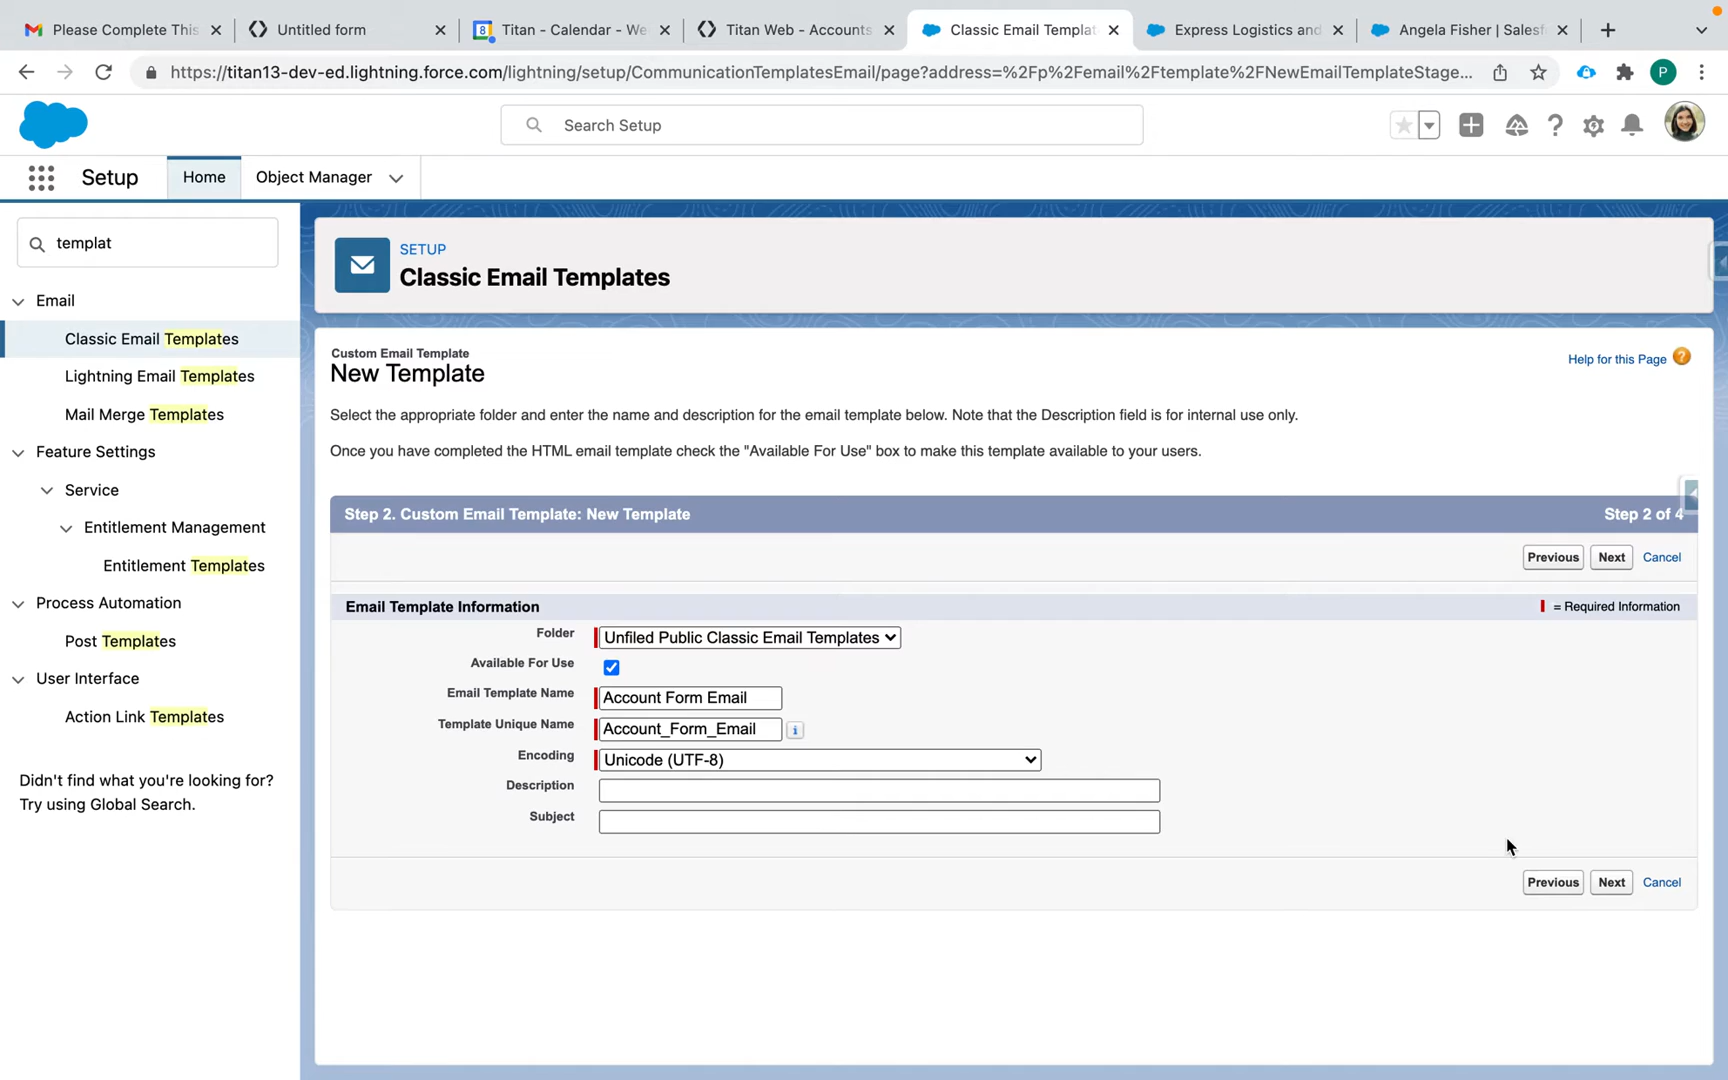 Please Complete This
Untitled form
8
Titan - Calendar - We
Titan Web - Accounts
Classic Email Templat
Express Logistics and
Angela Fisher | Salesf
https://titan13-dev-ed.lightning.force.com/lightning/setup/CommunicationTemplatesEmail/page?address=%2Fp%2Femail%2Ftemplate%2FNewEmailTemplateStage...
P
Search Setup
Setup
Home
Object Manager
templat
Email
Classic Email Templates
Lightning Email Templates
Mail Merge Templates
Feature Settings
Service
Entitlement Management
Entitlement Templates
Process Automation
Post Templates
User Interface
Action Link Templates
Didn't find what you're looking for?
Try using Global Search.
SETUP
Classic Email Templates
Custom Email Template
New Template
Help for this Page ?
Select the appropriate folder and enter the name and description for the email template below. Note that the Description field is for internal use only.
Once you have completed the HTML email template check the "Available For Use" box to make this template available to your users.
Step 2. Custom Email Template: New Template
Step 2 of 4
Previous Next Cancel
Email Template Information
= Required Information
Folder Unfiled Public Classic Email Templates
Available For Use
Email Template Name Account Form Email
Template Unique Name Account_Form_Email i
Encoding Unicode (UTF-8)
Description
Subject
Previous Next Cancel